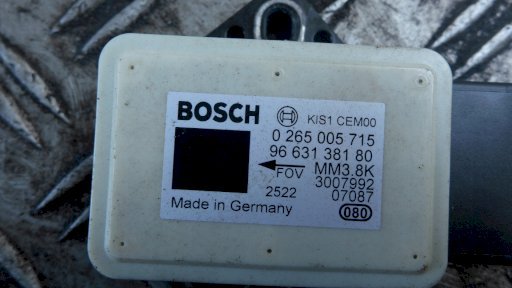 BOSCH KIS1 CEM00
0 265 005 715
96 631 381 80
FOV MM3.8K
3007992
2522 07087
Made in Germany 080